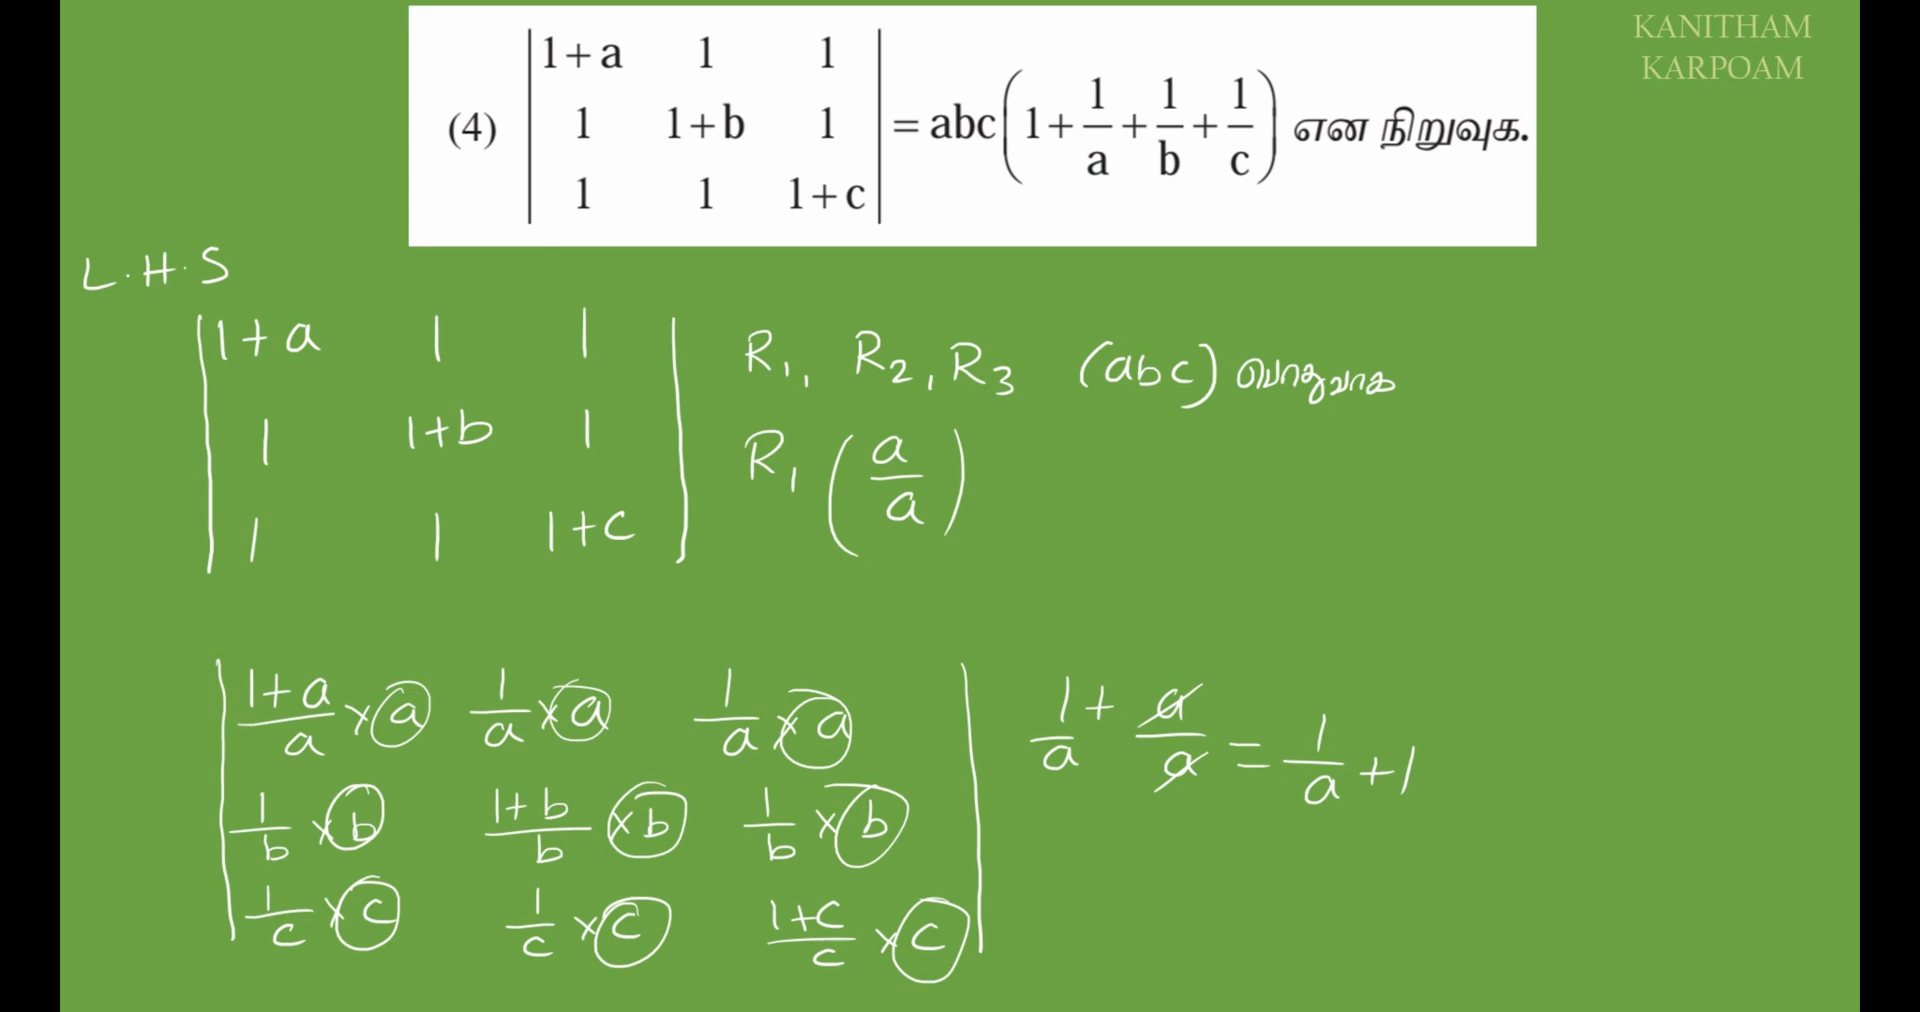 KANITHAM
KARPOAM
(4) |1+a 1 1|
|1 1+b 1| = abc(1+1/a+1/b+1/c) என நிறுவுக.
|1 1 1+c|
L.H.S
|1+a 1 1| R₁, R₂, R₃ (abc) பொதுவாக
|1 1+b 1| R₁ (a/a)
|1 1 1+c|
|1+a/a × a 1/a × a 1/a × a| 1/a + a/a = 1/a + 1
|1/b × b 1+b/b × b 1/b × b|
|1/c × c 1/c × c 1+c/c × c|